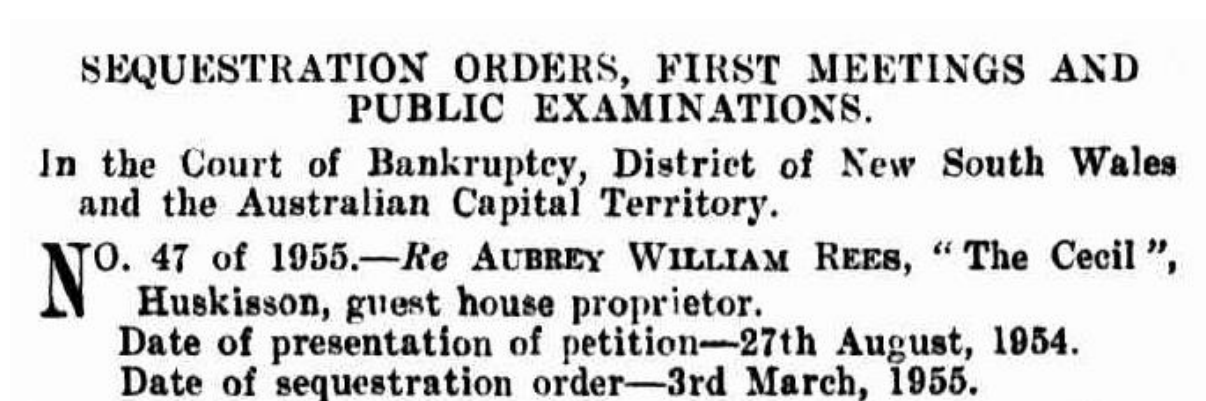 SEQUESTRATION ORDERS, FIRST MEETINGS AND
PUBLIC EXAMINATIONS.
In the Court of Bankruptcy, District of New South Wales
and the Australian Capital Territory.
NO. 47 of 1955.—Re AUBREY WILLIAM REES, “The Cecil”,
Huskisson, guest house proprietor.
Date of presentation of petition—27th August, 1954.
Date of sequestration order—3rd March, 1955.